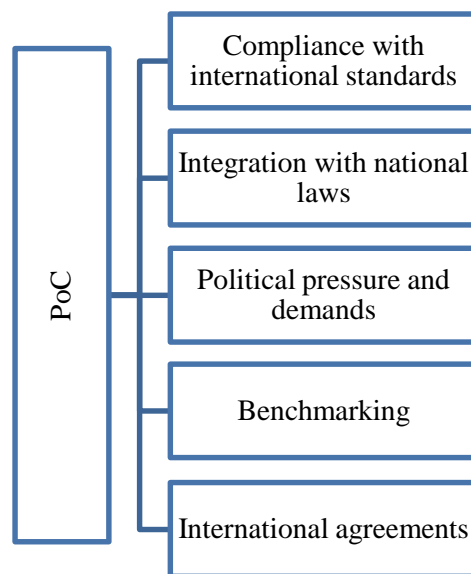 PoC
Compliance with
international standards
Integration with national
laws
Political pressure and
demands
Benchmarking
International agreements